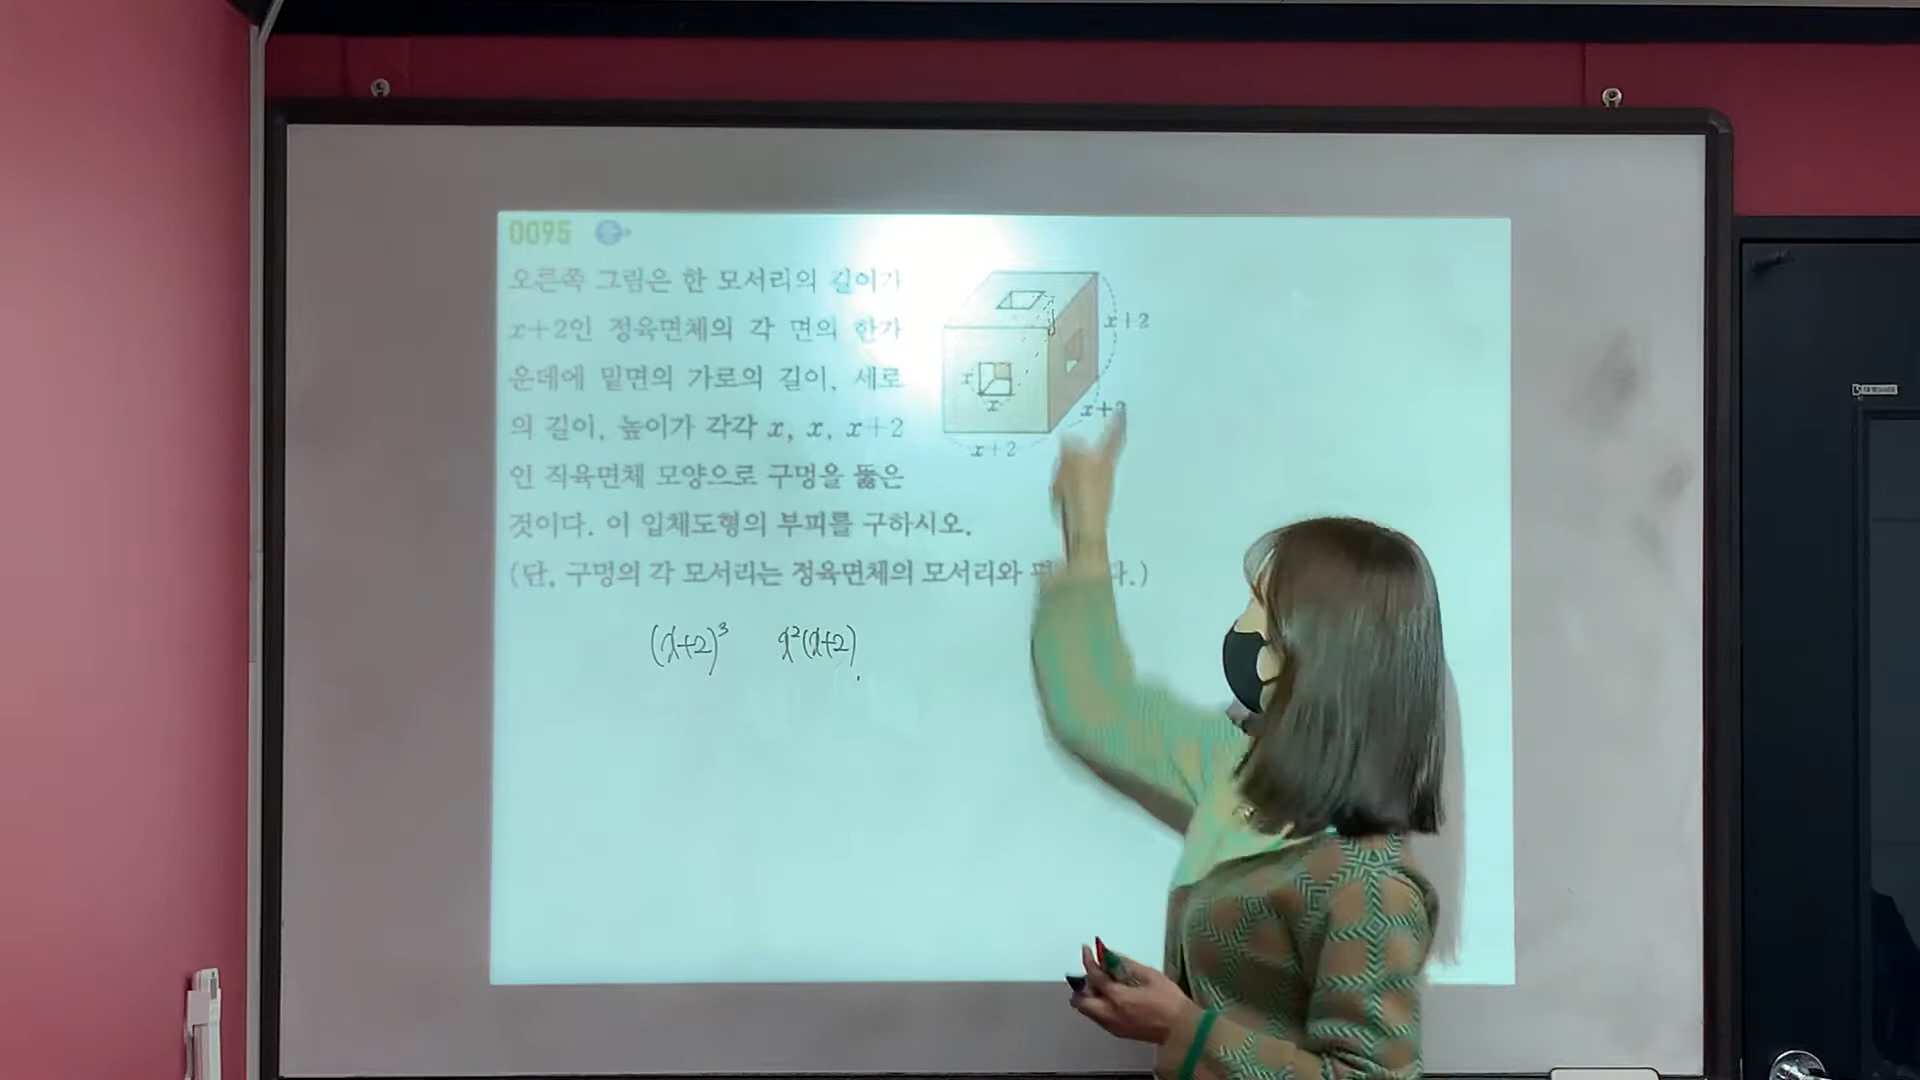 0095 중
오른쪽 그림은 한 모서리의 길이가
x+2인 정육면체의 각 면의 한가
운데에 밑면의 가로의 길이, 세로
의 길이, 높이가 각각 x, x, x+2
인 직육면체 모양으로 구멍을 뚫은
것이다. 이 입체도형의 부피를 구하시오.
(단, 구멍의 각 모서리는 정육면체의 모서리와 다.)
x+2
x
x
x+2
x+2
(x+2)³ x²(x+2)